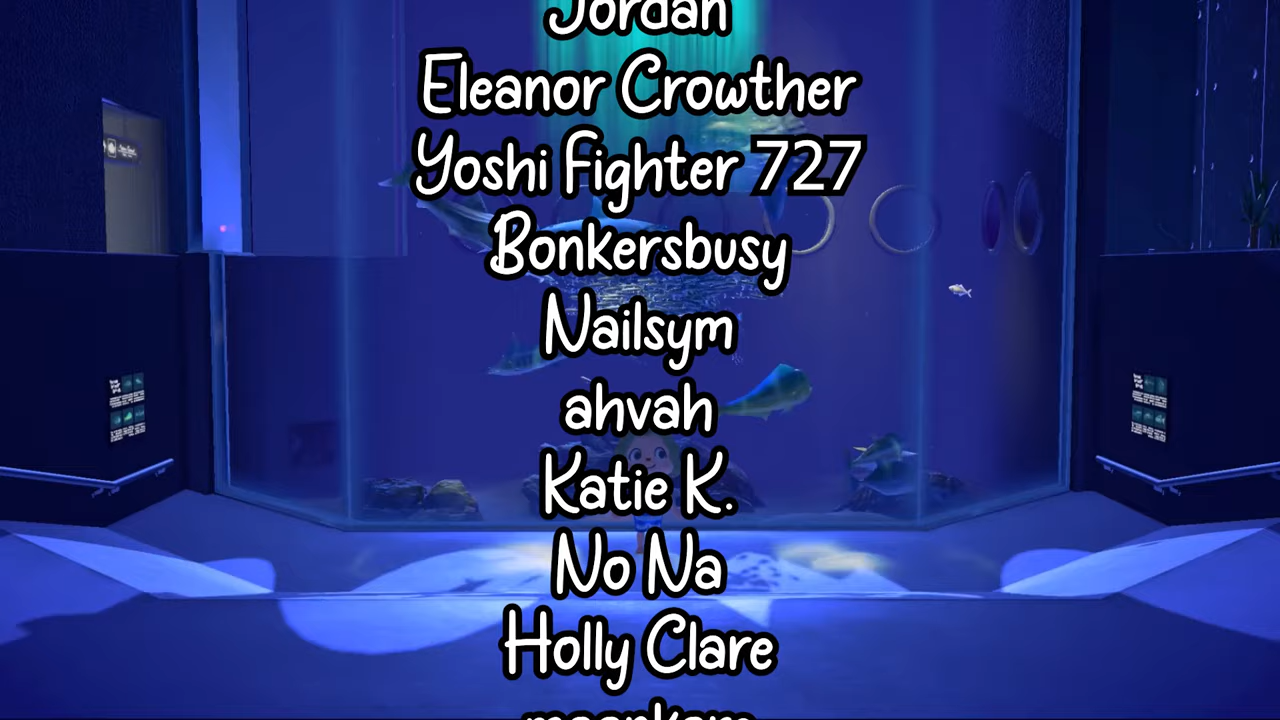 Jordan
Eleanor Crowther
Yoshi Fighter 727
Bonkersbusy
Nailsym
ahvah
Katie K.
No Na
Holly Clare